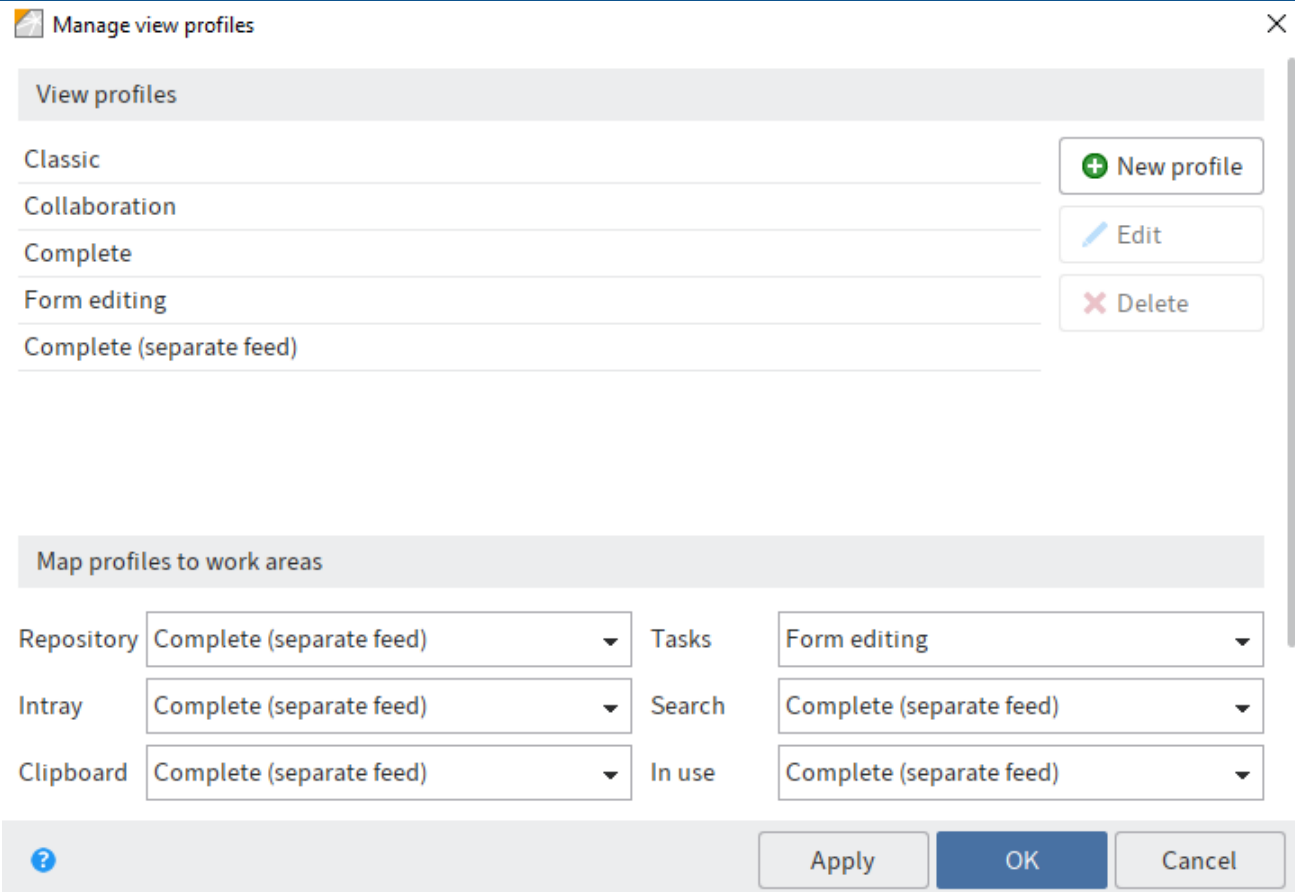 Manage view profiles
View profiles
Classic
New profile
Collaboration
Edit
Complete
Form editing
Delete
Complete (separate feed)
Map profiles to work areas
Repository Complete (separate feed) Tasks Form editing
Intray Complete (separate feed) Search Complete (separate feed)
Clipboard Complete (separate feed) In use Complete (separate feed)
? Apply OK Cancel